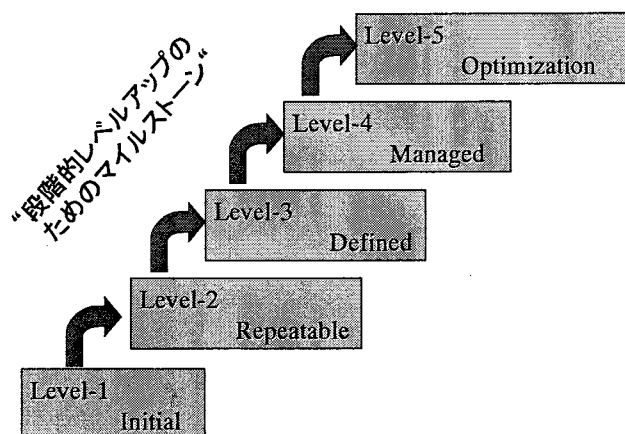 “段階的レベルアップの
ためのマイルストーン“
Level-5
Optimization
Level-4
Managed
Level-3
Defined
Level-2
Repeatable
Level-1
Initial